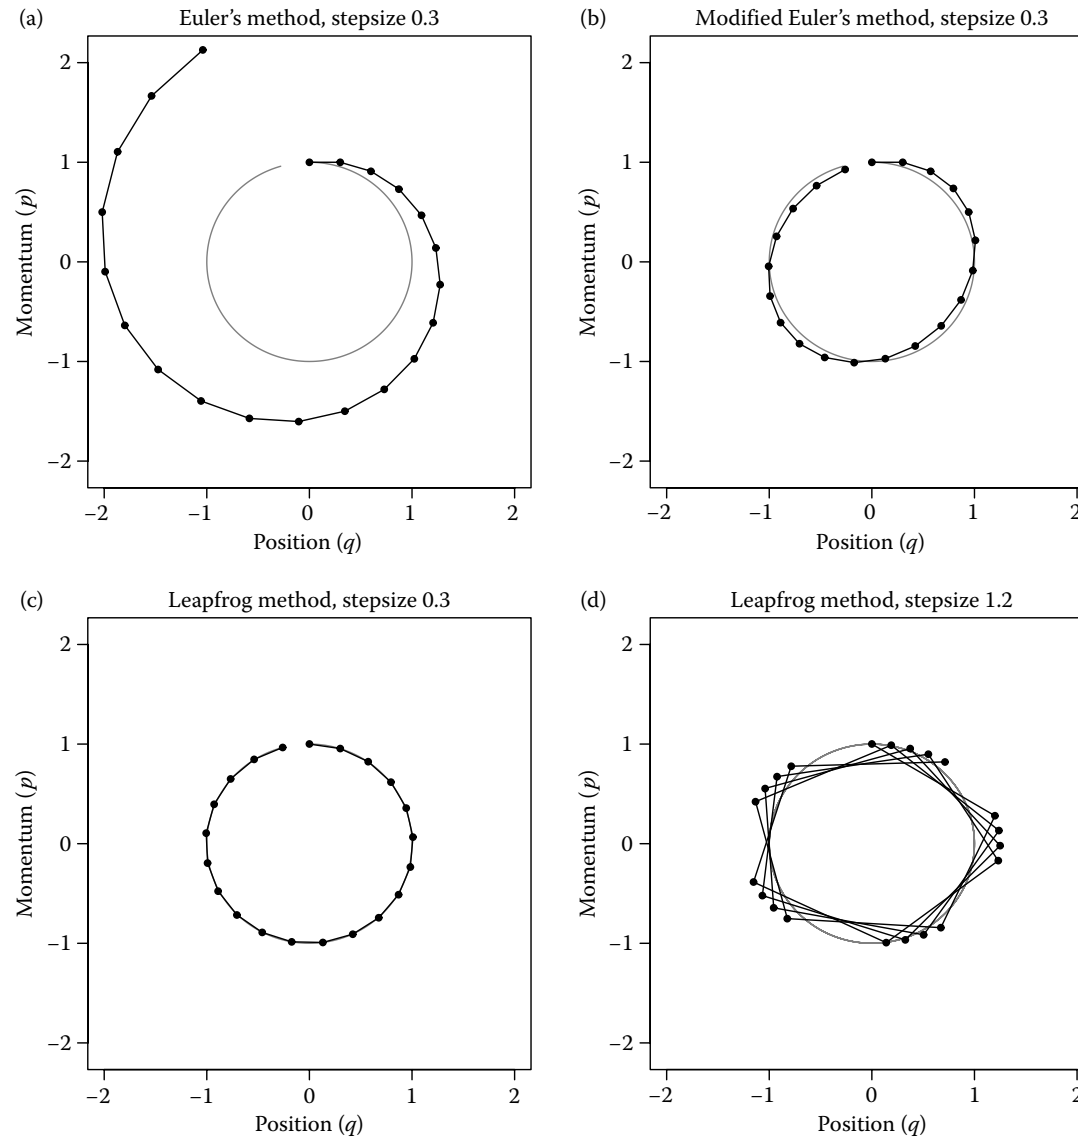 (a) Euler’s method, stepsize 0.3
2
1
0
–1
–2
Momentum (p)
–2 –1 0 1 2
Position (q)
(b) Modified Euler’s method, stepsize 0.3
2
1
0
–1
–2
Momentum (p)
–2 –1 0 1 2
Position (q)
(c) Leapfrog method, stepsize 0.3
2
1
0
–1
–2
Momentum (p)
–2 –1 0 1 2
Position (q)
(d) Leapfrog method, stepsize 1.2
2
1
0
–1
–2
Momentum (p)
–2 –1 0 1 2
Position (q)